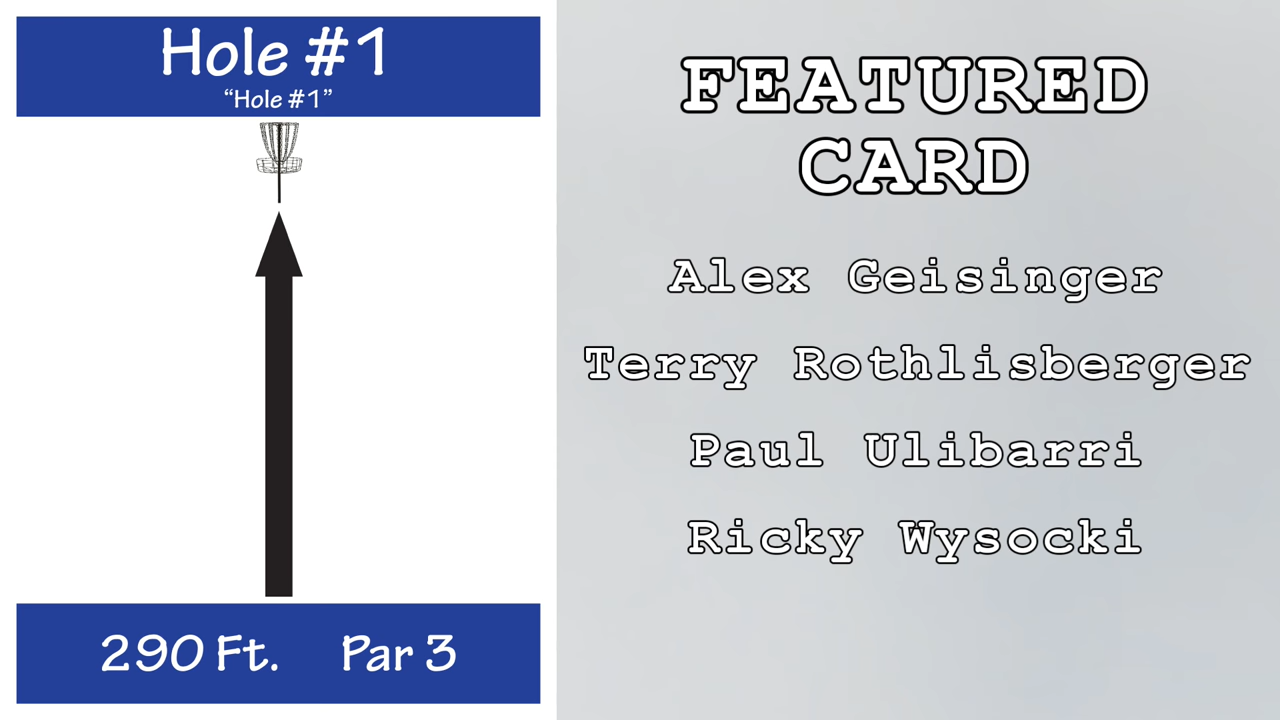 Hole #1
“Hole #1”
290 Ft. Par 3
FEATURED
CARD
Alex Geisinger
Terry Rothlisberger
Paul Ulibarri
Ricky Wysocki